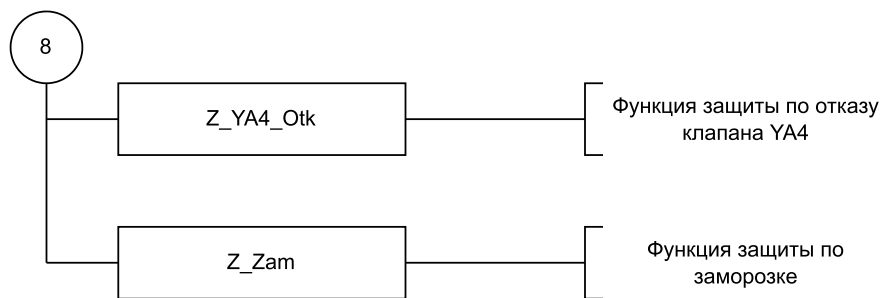 8
Z_YA4_Otk
Функция защиты по отказу
клапана YA4
Z_Zam
Функция защиты по
заморозке